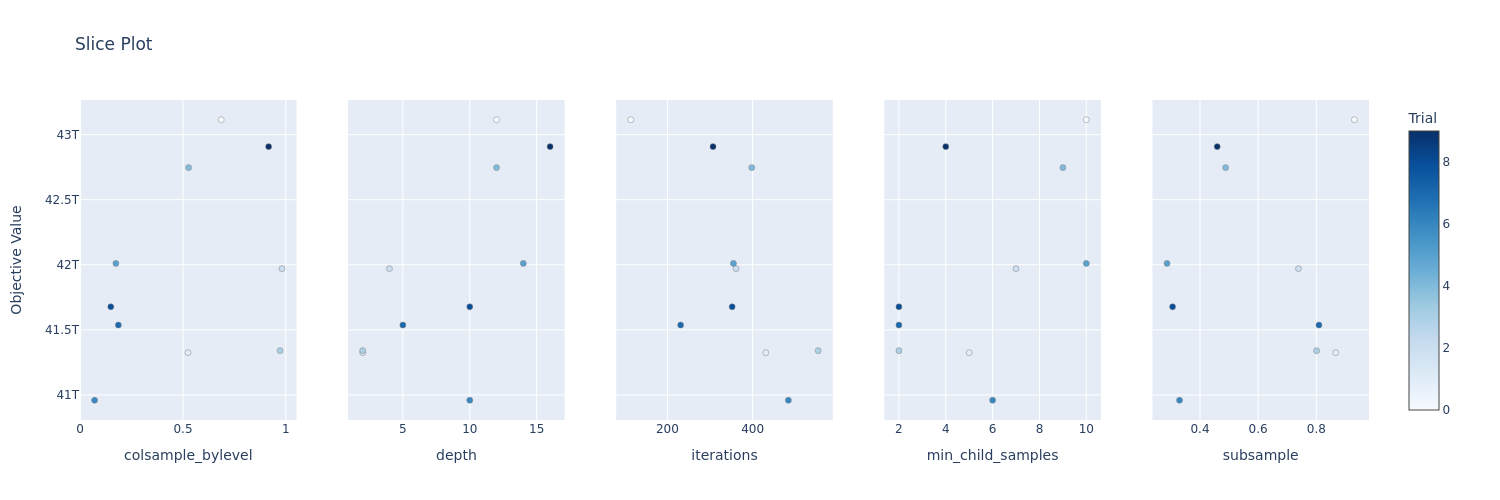 Slice Plot
Objective Value
43T
42.5T
42T
41.5T
41T
0 0.5 1
5 10 15
200 400
2 4 6 8 10
0.4 0.6 0.8
colsample_bylevel
depth
iterations
min_child_samples
subsample
Trial
8
6
4
2
0